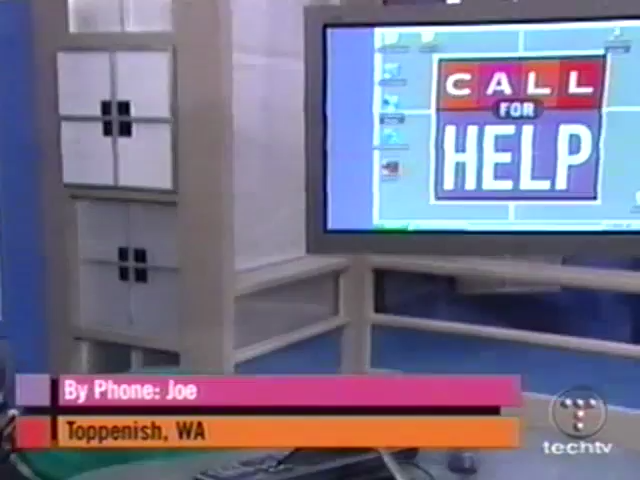 CALL
FOR
HELP
By Phone: Joe
Toppenish, WA
techtv